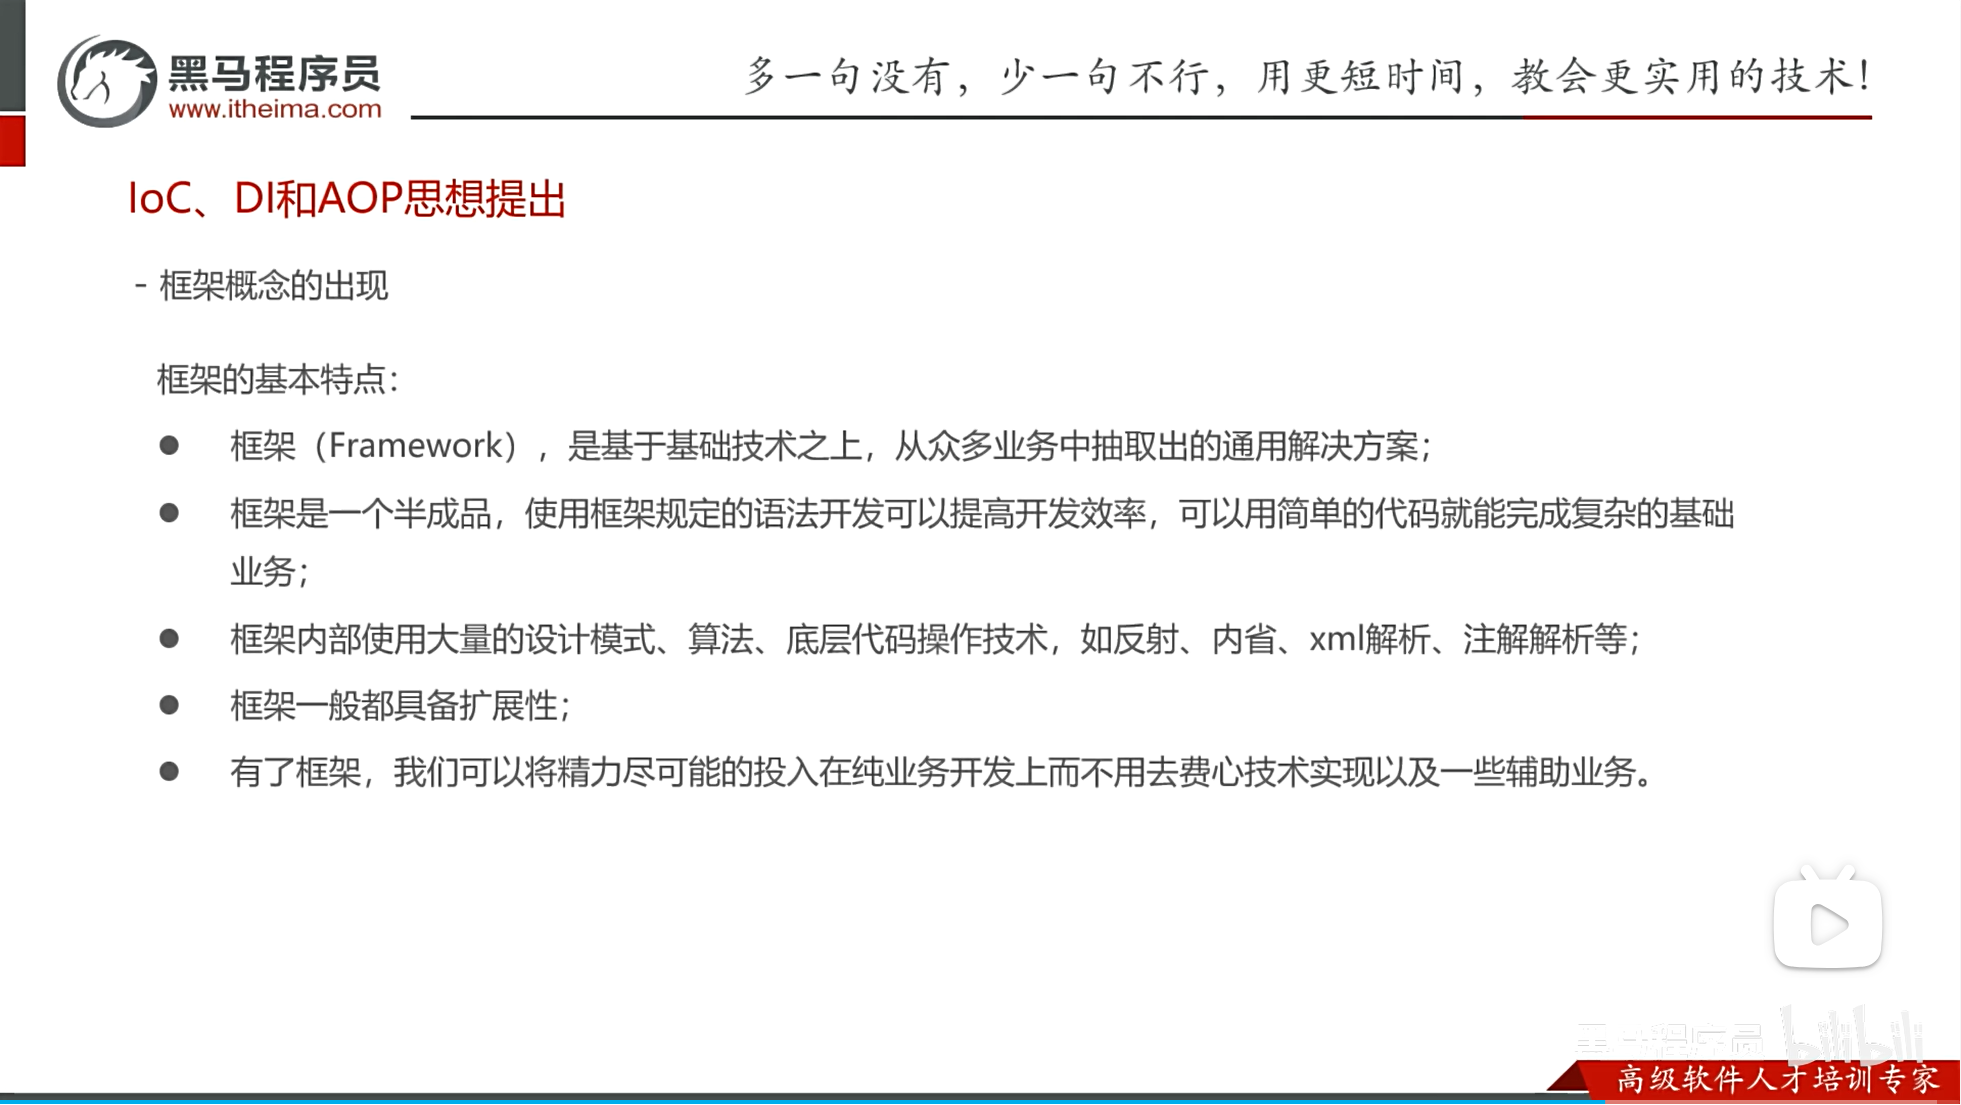 黑马程序员
www.itheima.com
多一句没有，少一句不行，用更短时间，教会更实用的技术！
IoC、DI和AOP思想提出
- 框架概念的出现
框架的基本特点：
● 框架（Framework），是基于基础技术之上，从众多业务中抽取出的通用解决方案；
● 框架是一个半成品，使用框架规定的语法开发可以提高开发效率，可以用简单的代码就能完成复杂的基础
业务；
● 框架内部使用大量的设计模式、算法、底层代码操作技术，如反射、内省、xml解析、注解解析等；
● 框架一般都具备扩展性；
● 有了框架，我们可以将精力尽可能的投入在纯业务开发上而不用去费心技术实现以及一些辅助业务。
黑马程序员 bilibili
高级软件人才培训专家